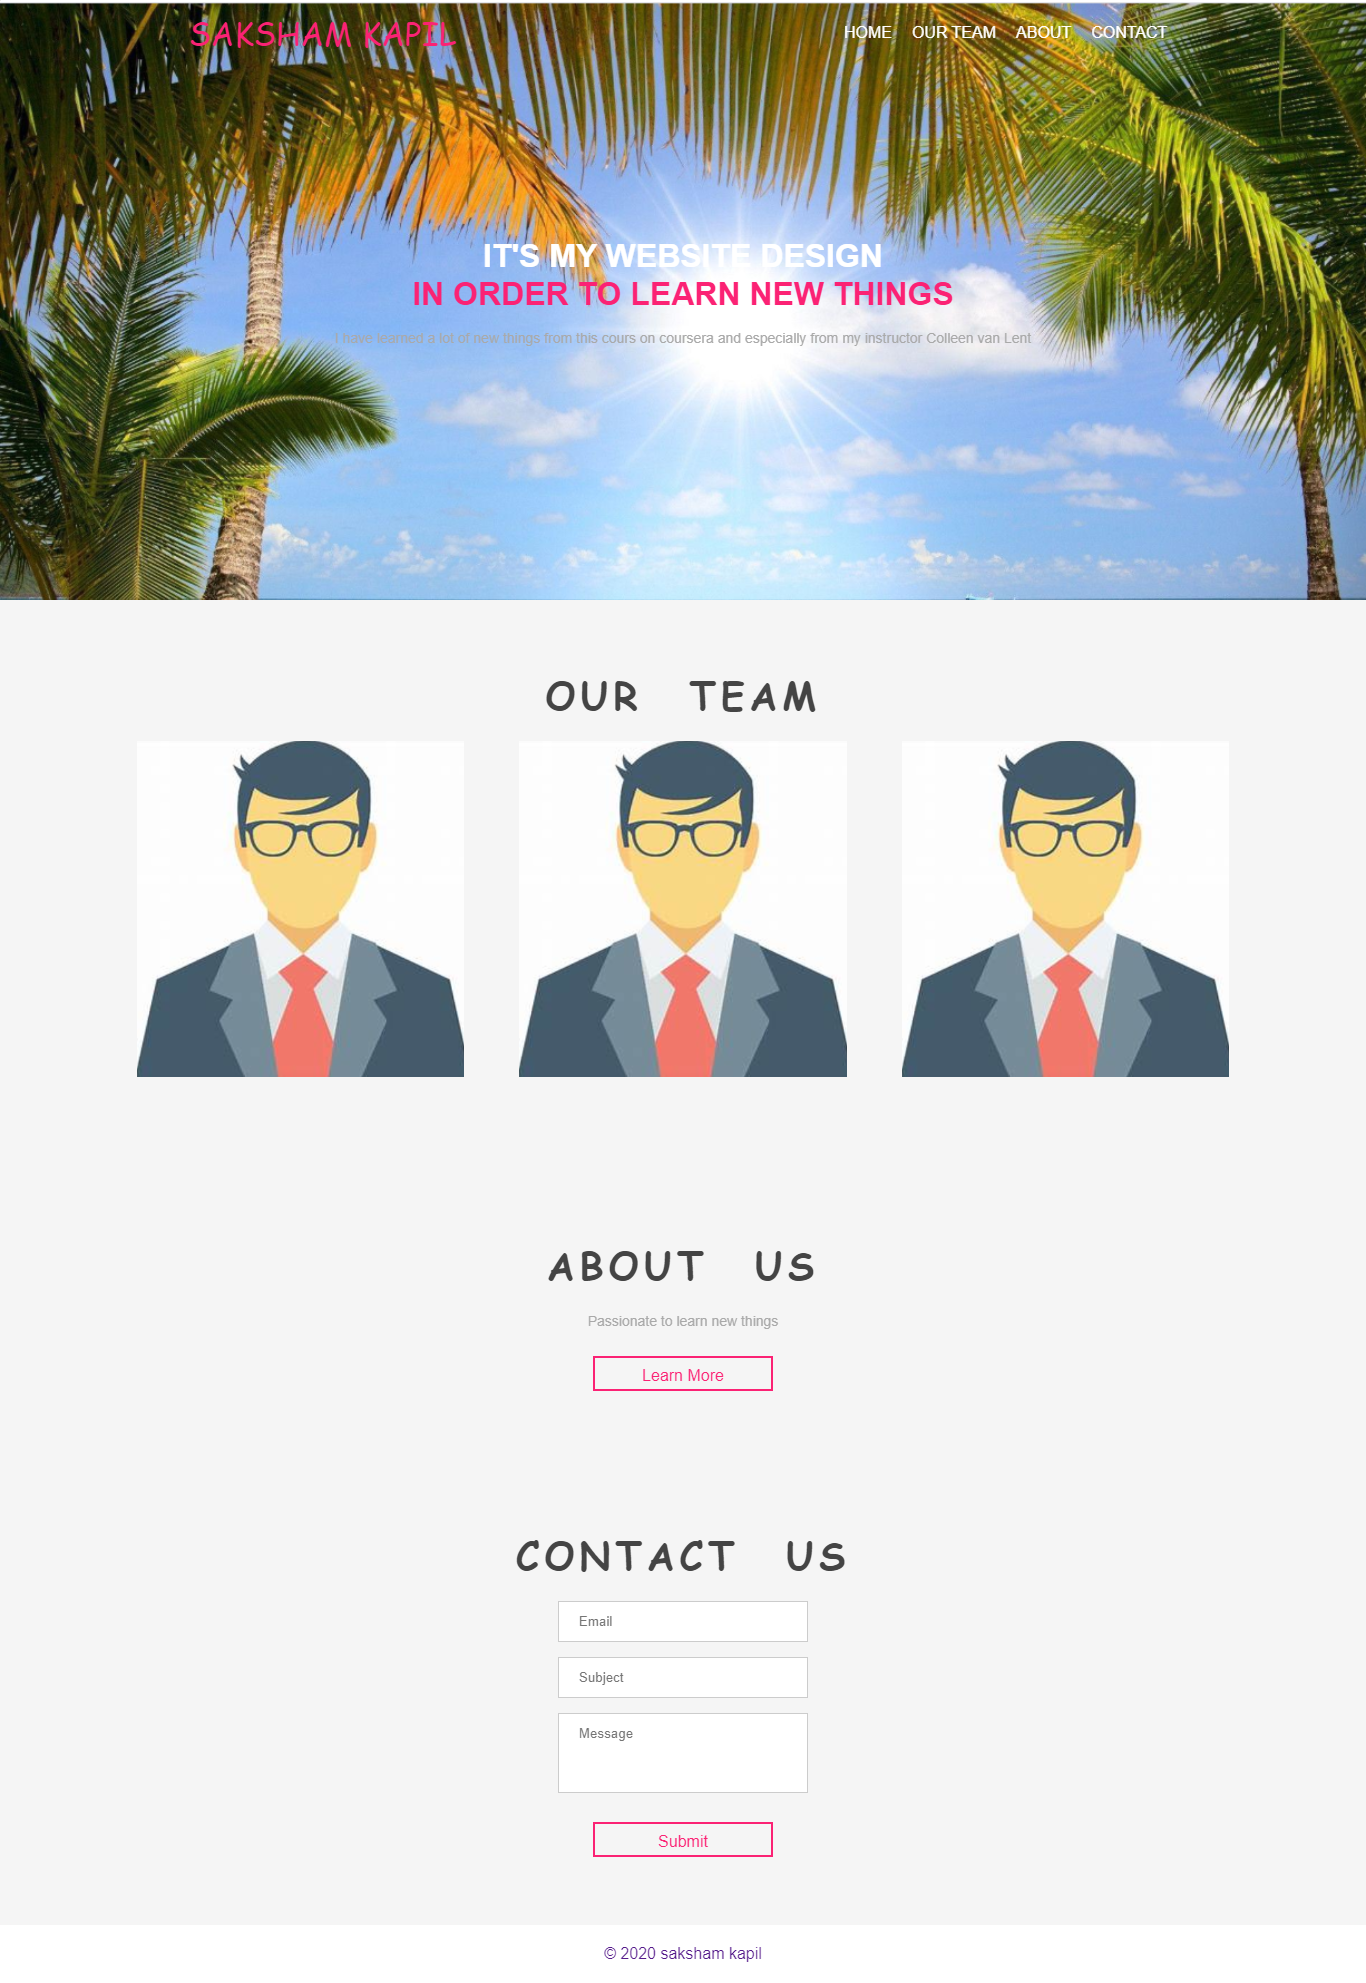 SAKSHAM KAPIL
HOME OUR TEAM ABOUT CONTACT
IT'S MY WEBSITE DESIGN
IN ORDER TO LEARN NEW THINGS
I have learned a lot of new things from this cours on coursera and especially from my instructor Colleen van Lent
OUR TEAM
ABOUT US
Passionate to learn new things
Learn More
CONTACT US
Email
Subject
Message
Submit
© 2020 saksham kapil